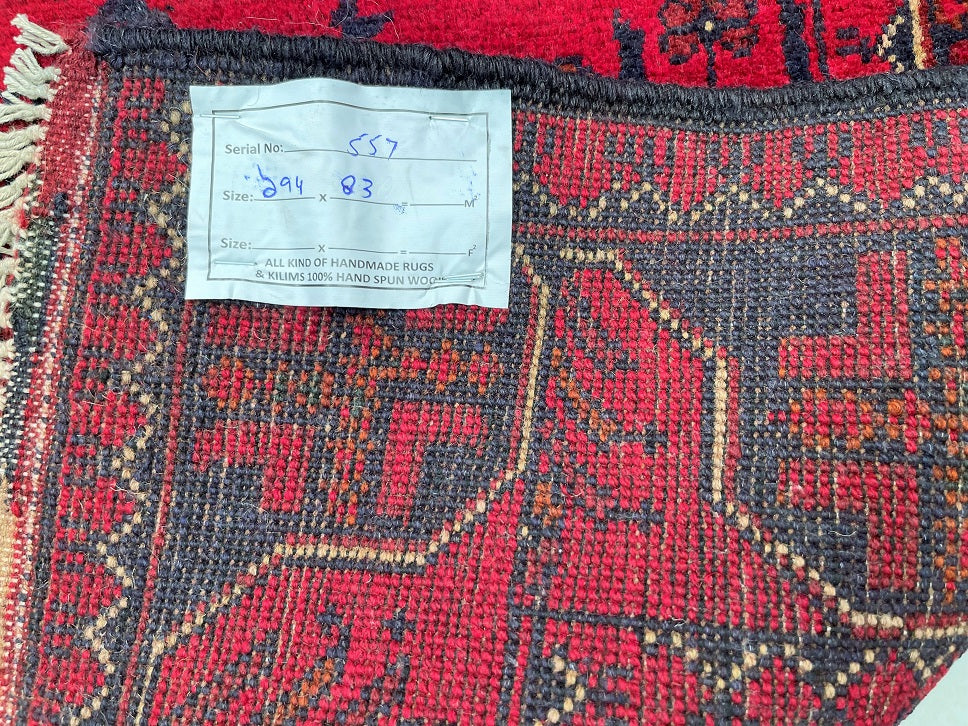 Serial No: 557
Size: 294 x 83 = M²
Size: x = F²
ALL KIND OF HANDMADE RUGS
& KILIMS 100% HAND SPUN WOOL